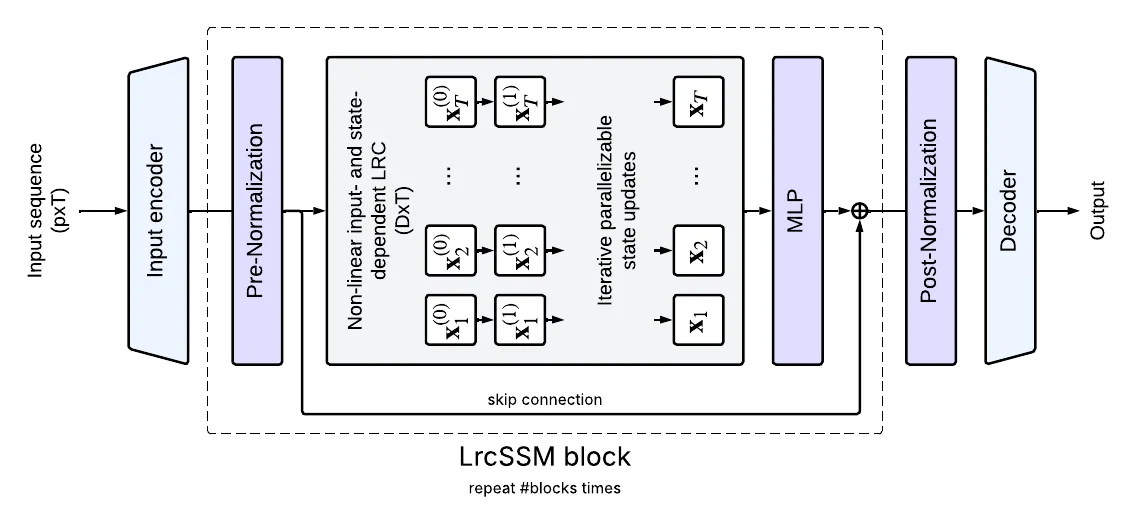 Input sequence
(pxT)
Input encoder
Pre-Normalization
Non-linear input- and state-
dependent LRC
(DxT)
x_T^(0)
x_T^(1)
x_T
... ... ...
x_2^(0)
x_2^(1)
x_2
x_1^(0)
x_1^(1)
x_1
Iterative parallelizable
state updates
MLP
Post-Normalization
Decoder
Output
skip connection
LrcSSM block
repeat #blocks times